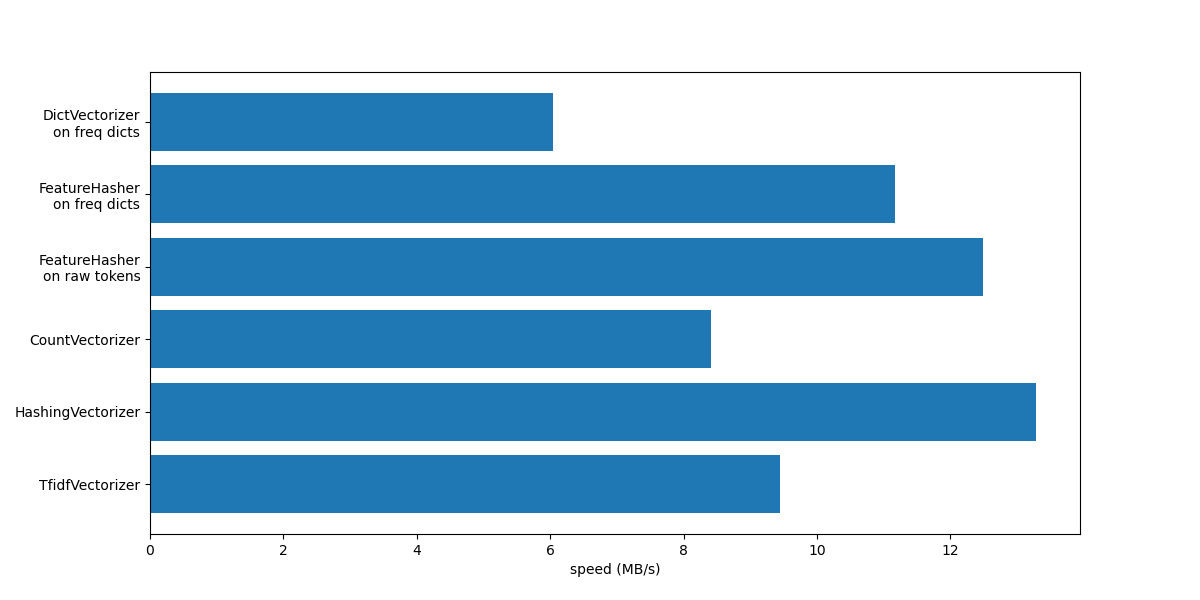 DictVectorizer
on freq dicts
FeatureHasher
on freq dicts
FeatureHasher
on raw tokens
CountVectorizer
HashingVectorizer
TfidfVectorizer
0 2 4 6 8 10 12
speed (MB/s)